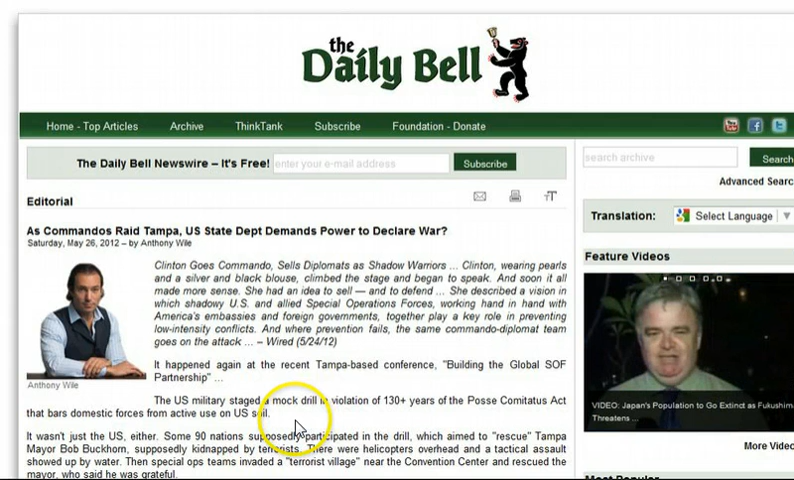 the
Daily Bell
Home - Top Articles Archive ThinkTank Subscribe Foundation - Donate
The Daily Bell Newswire – It's Free! enter your e-mail address Subscribe
search archive Search
Advanced Searc
Editorial
Translation: Select Language
As Commandos Raid Tampa, US State Dept Demands Power to Declare War?
Saturday, May 26, 2012 – by Anthony Wile
Feature Videos
Clinton Goes Commando, Sells Diplomats as Shadow Warriors ... Clinton, wearing pearls
and a silver and black blouse, climbed the stage and began to speak. And soon it all
made more sense. She had an idea to sell — and to defend ... She described a vision in
which shadowy U.S. and allied Special Operations Forces, working hand in hand with
America's embassies and foreign governments, together play a key role in preventing
low-intensity conflicts. And where prevention fails, the same commando-diplomat team
goes on the attack ... – Wired (5/24/12)
It happened again at the recent Tampa-based conference, "Building the Global SOF
Partnership" ...
Anthony Wile
The US military staged a mock drill in violation of 130+ years of the Posse Comitatus Act
that bars domestic forces from active use on US soil.
It wasn't just the US, either. Some 90 nations supposedly participated in the drill, which aimed to "rescue" Tampa
Mayor Bob Buckhorn, supposedly kidnapped by terrorists. There were helicopters overhead and a tactical assault
showed up by water. Then special ops teams invaded a "terrorist village" near the Convention Center and rescued the
mayor, who said he was grateful.
VIDEO: Japan's Population to Go Extinct as Fukushim
Threatens ...
More Video
Most Popular